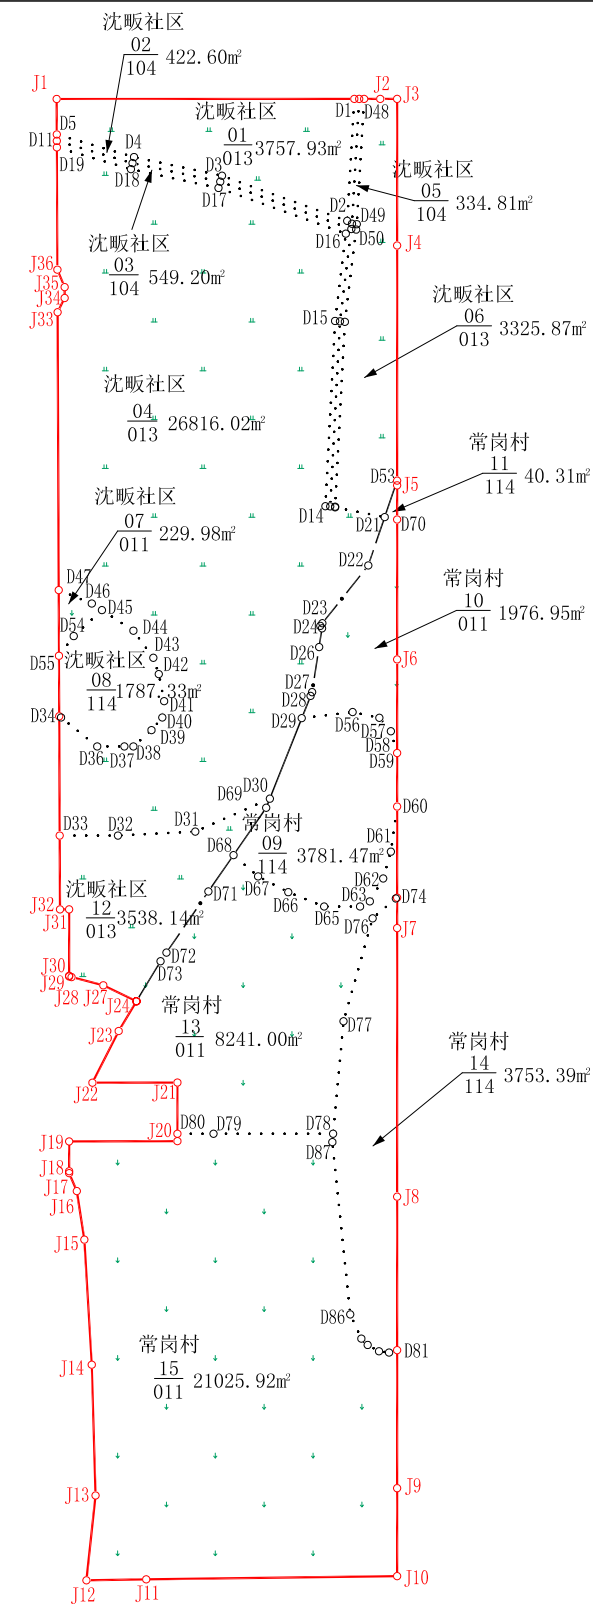 沈畈社区
02
104
422.60㎡
J1
J2
J3
D1
D48
沈畈社区
01
013
3757.93㎡
D5
D11
D19
D4
D18
D3
D17
沈畈社区
05
104
334.81㎡
D2
D49
D16
D50
J4
沈畈社区
03
104
549.20㎡
J36
J35
J34
J33
沈畈社区
06
013
3325.87㎡
D15
沈畈社区
04
013
26816.02㎡
常岗村
11
114
40.31㎡
D53
J5
沈畈社区
07
011
229.98㎡
D14
D21
D70
D22
常岗村
10
011
1976.95㎡
D47
D46
D45
D54
D44
D23
D24
D26
D55
沈畈社区
08
114
1787.33㎡
D43
D42
D41
D40
D39
J6
D27
D28
D29
D34
D36
D37
D38
D56
D57
D58
D59
D69
D30
D60
D33
D32
D31
常岗村
09
114
3781.47㎡
D68
D61
D67
D62
D66
D71
D65
D63
D74
D76
J7
沈畈社区
12
013
3538.14㎡
J32
J31
D72
D73
J30
J29
J28
J27
J24
常岗村
13
011
8241.00㎡
D77
J23
常岗村
14
114
3753.39㎡
J22
J21
J20
D80
D79
D78
D87
J19
J18
J17
J16
J8
J15
D86
D81
常岗村
15
011
21025.92㎡
J14
J13
J9
J12
J11
J10